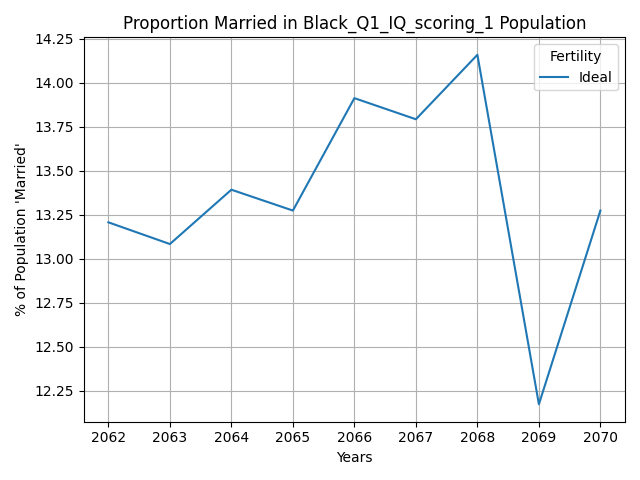 Proportion Married in Black_Q1_IQ_scoring_1 Population
14.25
14.00
13.75
13.50
13.25
13.00
12.75
12.50
12.25
% of Population 'Married'
Fertility
Ideal
2062 2063 2064 2065 2066 2067 2068 2069 2070
Years